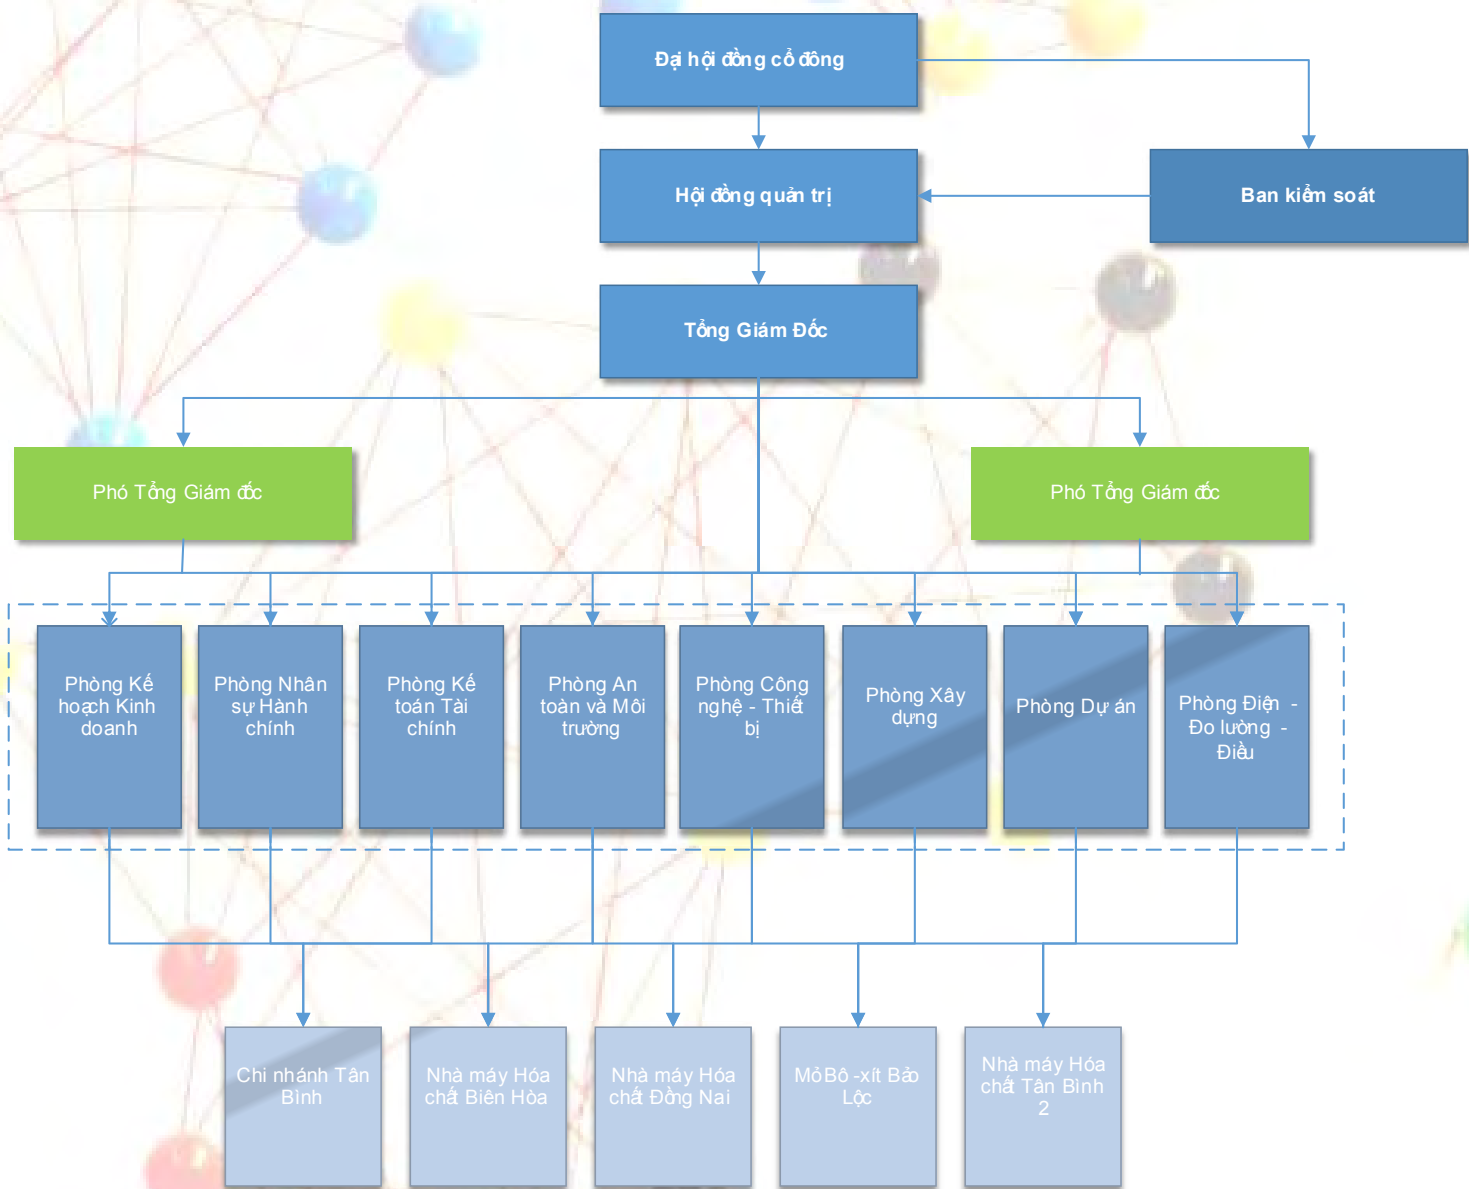 Đại hội đồng cổ đông
Hội đồng quản trị
Ban kiểm soát
Tổng Giám Đốc
Phó Tổng Giám đốc
Phó Tổng Giám đốc
Phòng Kế
hoạch Kinh
doanh
Phòng Nhân
sự Hành
chính
Phòng Kế
toán Tài
chính
Phòng An
toàn và Môi
trường
Phòng Công
nghệ - Thiết
bị
Phòng Xây
dựng
Phòng Dự án
Phòng Điện -
Đo lường -
Điều
Chi nhánh Tân
Bình
Nhà máy Hóa
chất Biên Hòa
Nhà máy Hóa
chất Đồng Nai
Mỏ Bô-xít Bảo
Lộc
Nhà máy Hóa
chất Tân Bình
2